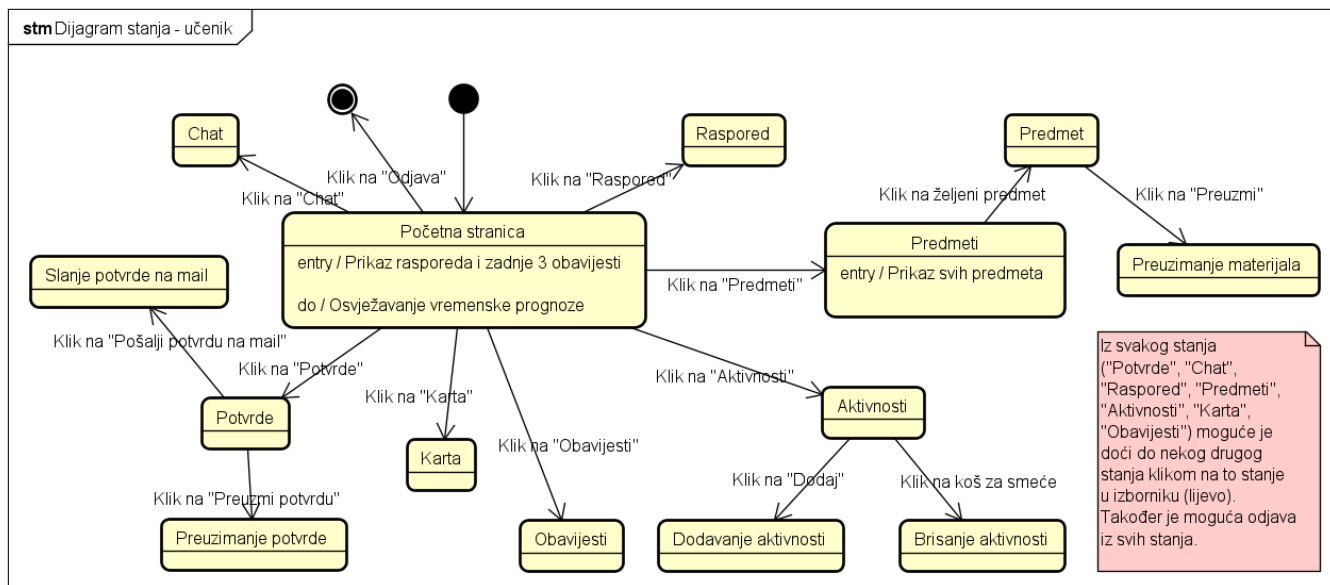 stm Dijagram stanja - učenik
Chat
Raspored
Predmet
Klik na "Odjava"
Klik na "Raspored"
Klik na "Chat"
Klik na željeni predmet
Klik na "Preuzmi"
Početna stranica
entry / Prikaz rasporeda i zadnje 3 obavijesti
do / Osvježavanje vremenske prognoze
Predmeti
entry / Prikaz svih predmeta
Klik na "Predmeti"
Preuzimanje materijala
Slanje potvrde na mail
Klik na "Pošalji potvrdu na mail"
Klik na "Potvrde"
Klik na "Karta"
Klik na "Aktivnosti"
Klik na "Obavijesti"
Potvrde
Karta
Aktivnosti
Klik na "Preuzmi potvrdu"
Klik na "Dodaj"
Klik na koš za smeće
Preuzimanje potvrde
Obavijesti
Dodavanje aktivnosti
Brisanje aktivnosti
Iz svakog stanja
("Potvrde", "Chat",
"Raspored", "Predmeti",
"Aktivnosti", "Karta",
"Obavijesti") moguće je
doći do nekog drugog
stanja klikom na to stanje
u izborniku (lijevo).
Također je moguća odjava
iz svih stanja.